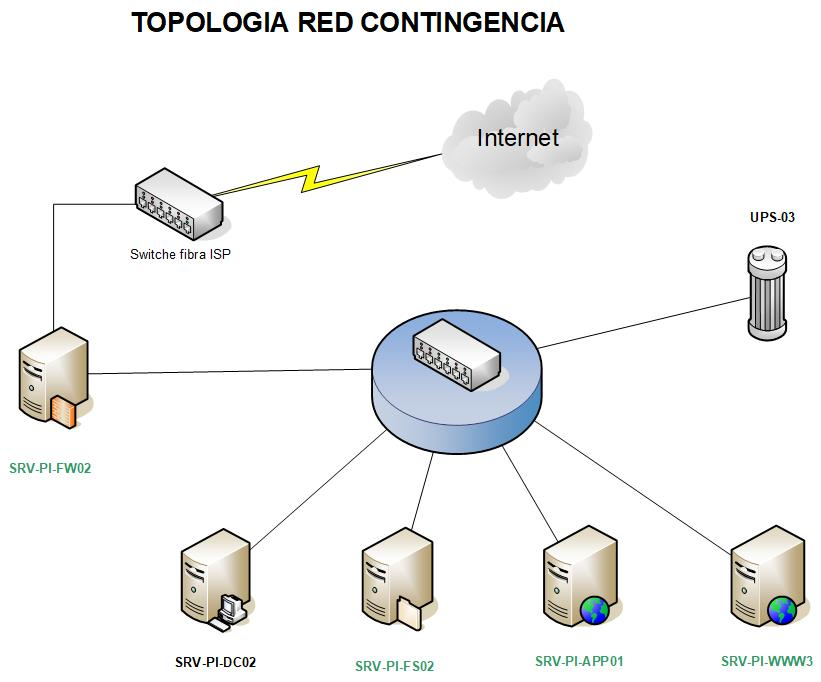 TOPOLOGIA RED CONTINGENCIA
Internet
UPS-03
Switche fibra ISP
SRV-PI-FW02
SRV-PI-DC02
SRV-PI-FS02
SRV-PI-APP01
SRV-PI-WWW3